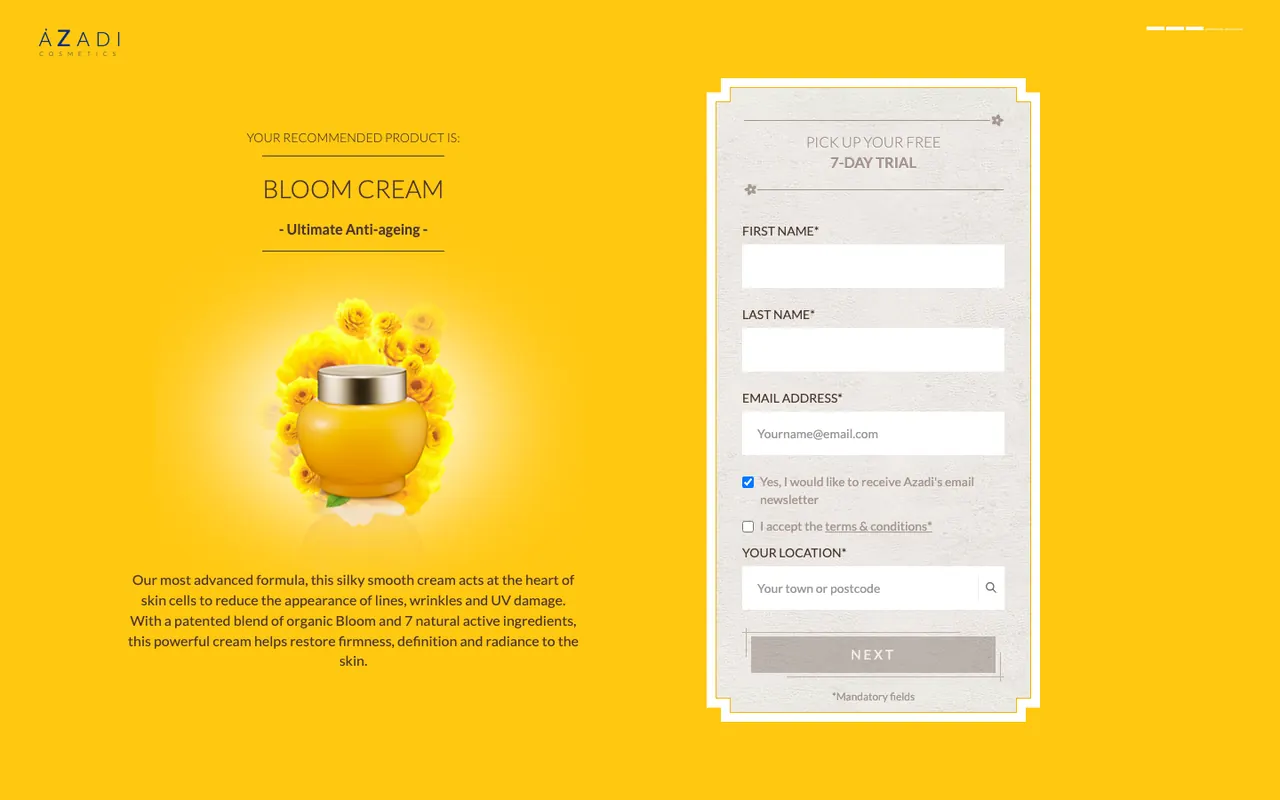 ȦZADI
COSMETICS
YOUR RECOMMENDED PRODUCT IS:
BLOOM CREAM
- Ultimate Anti-ageing -
Our most advanced formula, this silky smooth cream acts at the heart of
skin cells to reduce the appearance of lines, wrinkles and UV damage.
With a patented blend of organic Bloom and 7 natural active ingredients,
this powerful cream helps restore firmness, definition and radiance to the
skin.
PICK UP YOUR FREE
7-DAY TRIAL
FIRST NAME*
LAST NAME*
EMAIL ADDRESS*
Yourname@email.com
Yes, I would like to receive Azadi's email
newsletter
I accept the terms & conditions*
YOUR LOCATION*
Your town or postcode
NEXT
*Mandatory fields